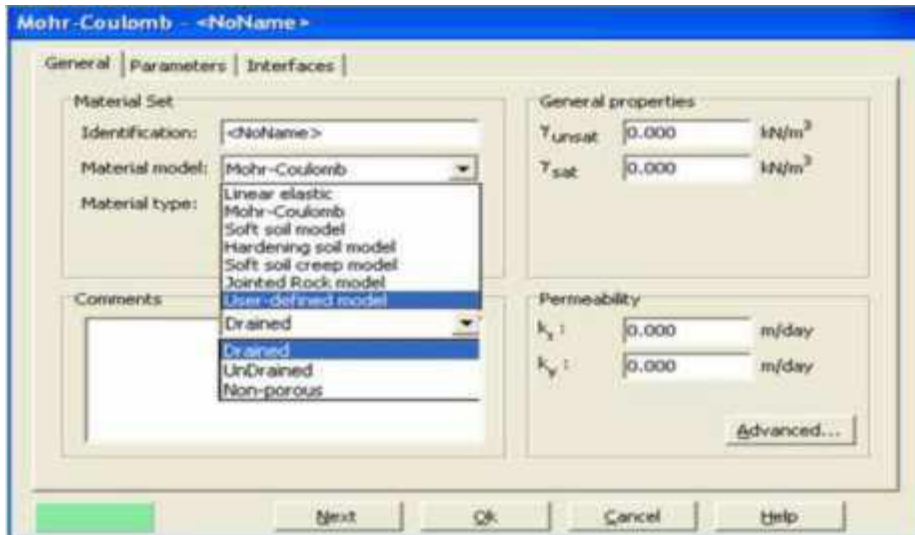 Mohr-Coulomb - <NoName>
General Parameters Interfaces
Material Set
Identification: <NoName>
Material model: Mohr-Coulomb
Linear elastic
Mohr-Coulomb
Soft soil model
Hardening soil model
Soft soil creep model
Jointed Rock model
User-defined model
Material type:
Drained
Drained
UnDrained
Non-porous
Comments
General properties
γunsat 0.000 kN/m³
γsat 0.000 kN/m³
Permeability
kx : 0.000 m/day
ky : 0.000 m/day
Advanced...
Next Ok Cancel Help